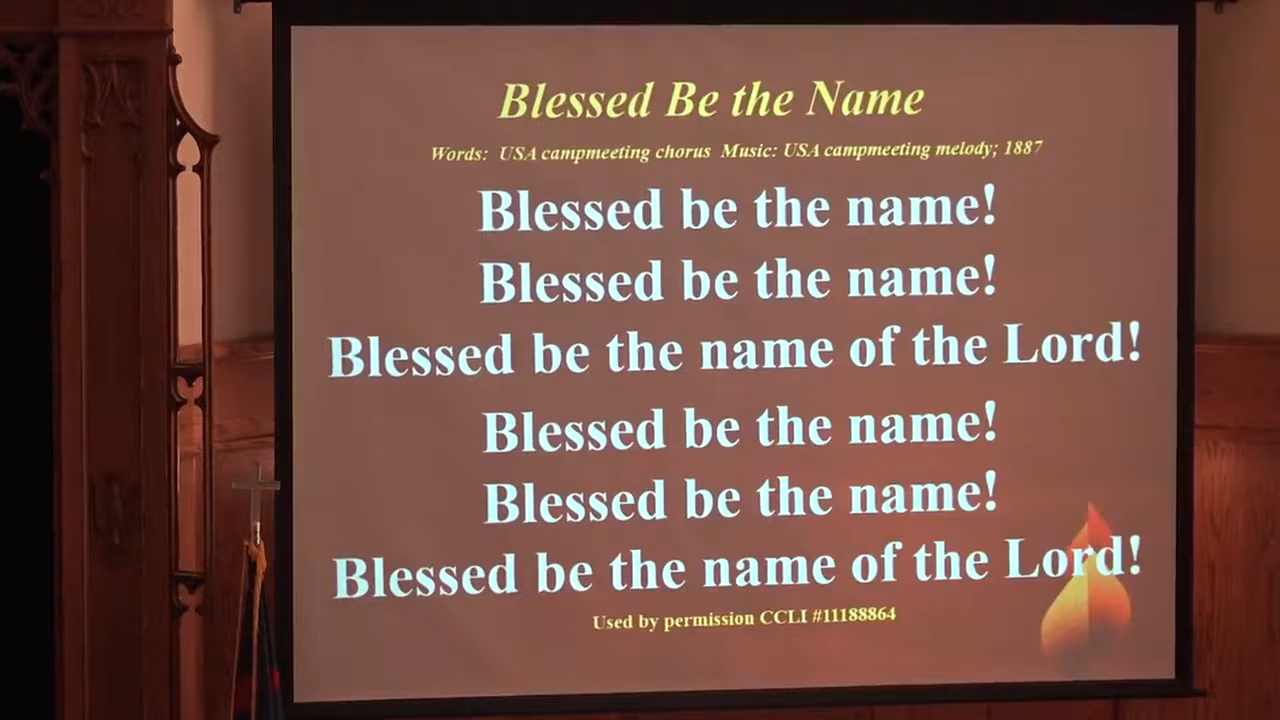 Blessed Be the Name
Words: USA campmeeting chorus Music: USA campmeeting melody; 1887
Blessed be the name!
Blessed be the name!
Blessed be the name of the Lord!
Blessed be the name!
Blessed be the name!
Blessed be the name of the Lord!
Used by permission CCLI #11188864